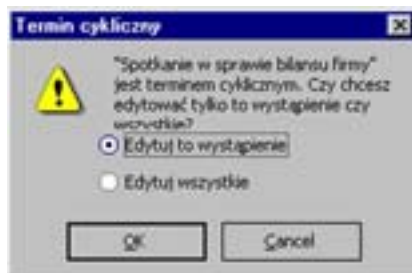 Termin cykliczny
"Spotkanie w sprawie bilansu firmy"
jest terminem cyklicznym. Czy chcesz
edytować tylko to wystąpienie czy
wszystkie?
Edytuj to wystąpienie
Edytuj wszystkie
OK
Cancel